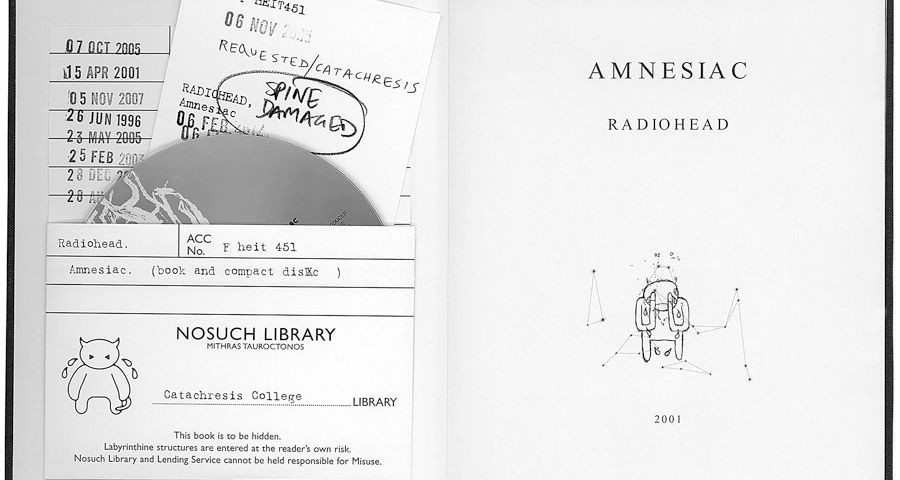 07 OCT 2005
15 APR 2001
05 NOV 2007
26 JUN 1996
23 MAY 2005
25 FEB
28 DEC
28
HEIT451
06 NOV
REQUESTED/CATACHRESIS
RADIOHEAD,
Amnesiac
SPINE
DAMAGED
06 FEB
06
Radiohead.
ACC
No.
F heit 451
Amnesiac. (book and compact disKc )
NOSUCH LIBRARY
MITHRAS TAUROCTONOS
Catachresis College
LIBRARY
This book is to be hidden.
Labyrinthine structures are entered at the reader's own risk.
Nosuch Library and Lending Service cannot be held responsible for Misuse.
AMNESIAC
RADIOHEAD
2001